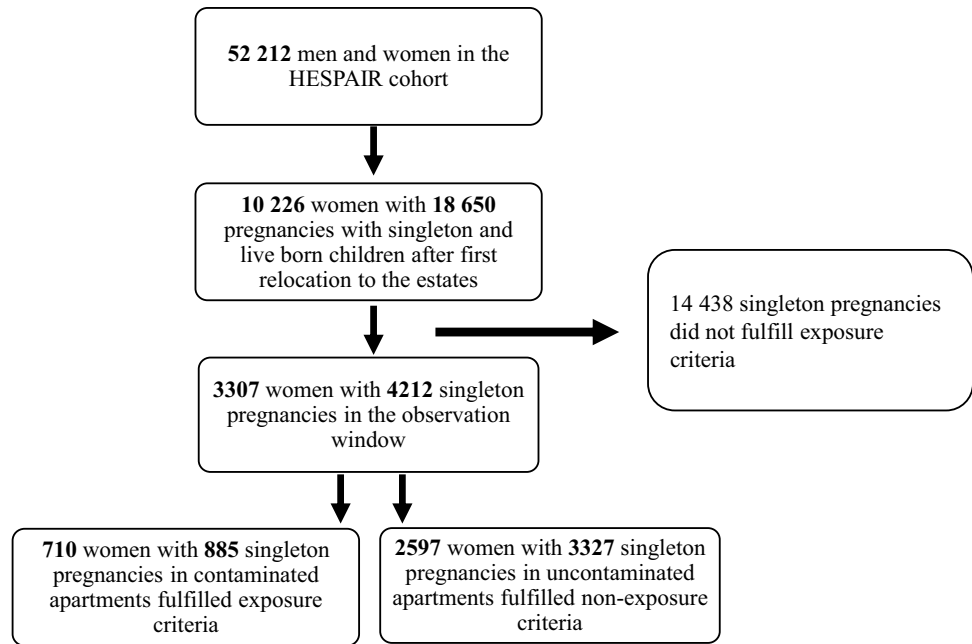 52 212 men and women in the
HESPAIR cohort
10 226 women with 18 650
pregnancies with singleton and
live born children after first
relocation to the estates
14 438 singleton pregnancies
did not fulfill exposure
criteria
3307 women with 4212 singleton
pregnancies in the observation
window
710 women with 885 singleton
pregnancies in contaminated
apartments fulfilled exposure
criteria
2597 women with 3327 singleton
pregnancies in uncontaminated
apartments fulfilled non-exposure
criteria